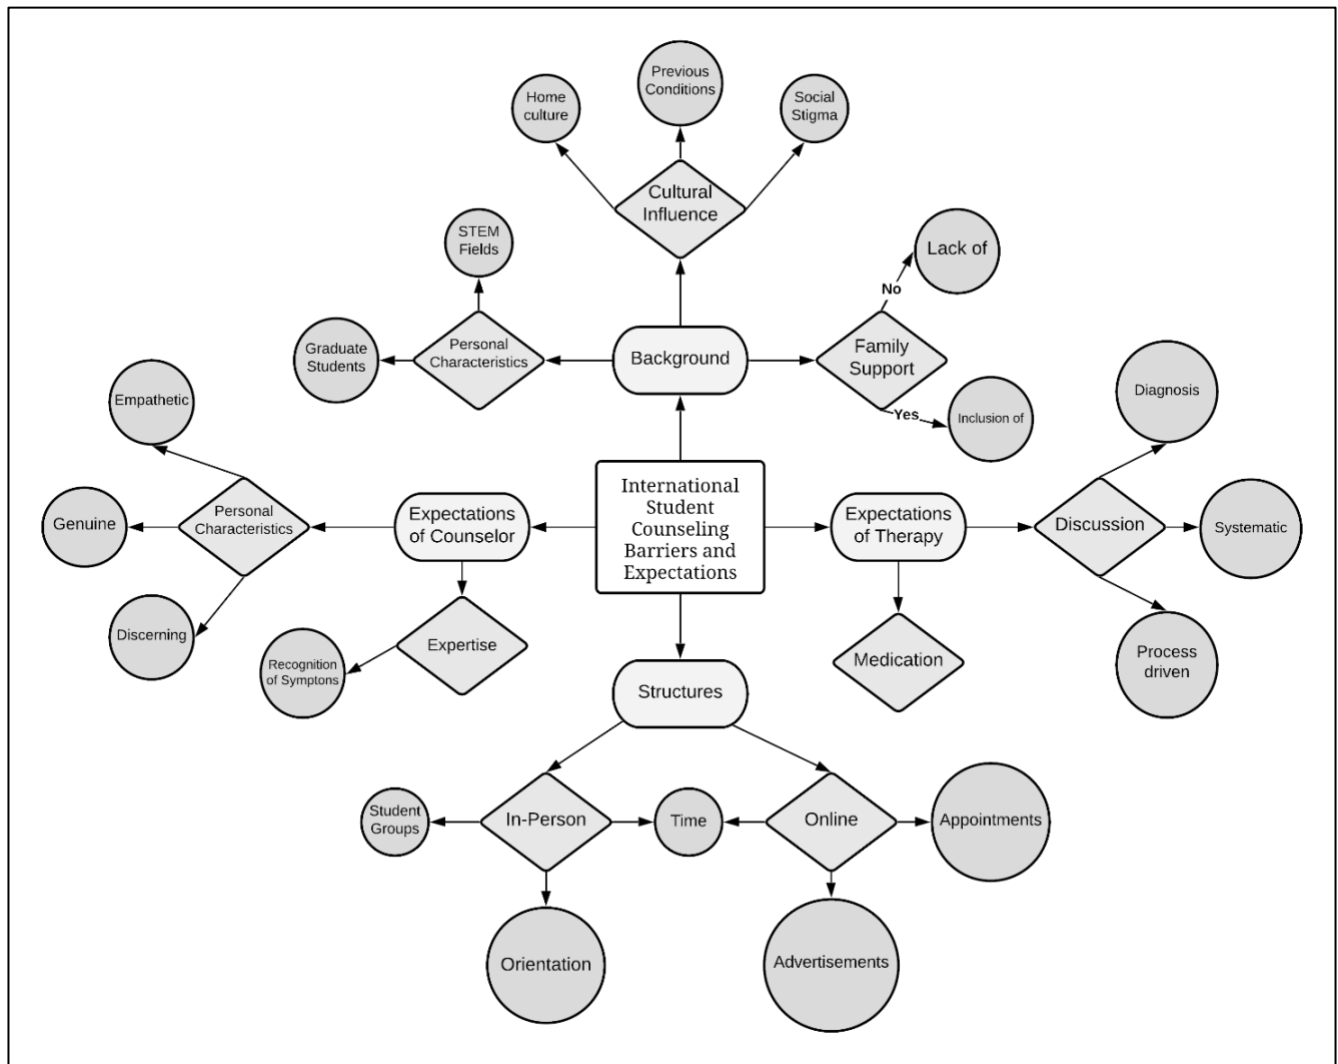 Previous
Conditions
Home
culture
Social
Stigma
Cultural
Influence
STEM
Fields
Lack of
No
Graduate
Students
Personal
Characteristics
Background
Family
Support
Yes
Inclusion of
Diagnosis
Empathetic
International
Student
Counseling
Barriers and
Expectations
Genuine
Personal
Characteristics
Expectations
of Counselor
Expectations
of Therapy
Discussion
Systematic
Discerning
Expertise
Recognition
of Symptons
Medication
Process
driven
Structures
Student
Groups
In-Person
Time
Online
Appointments
Orientation
Advertisements